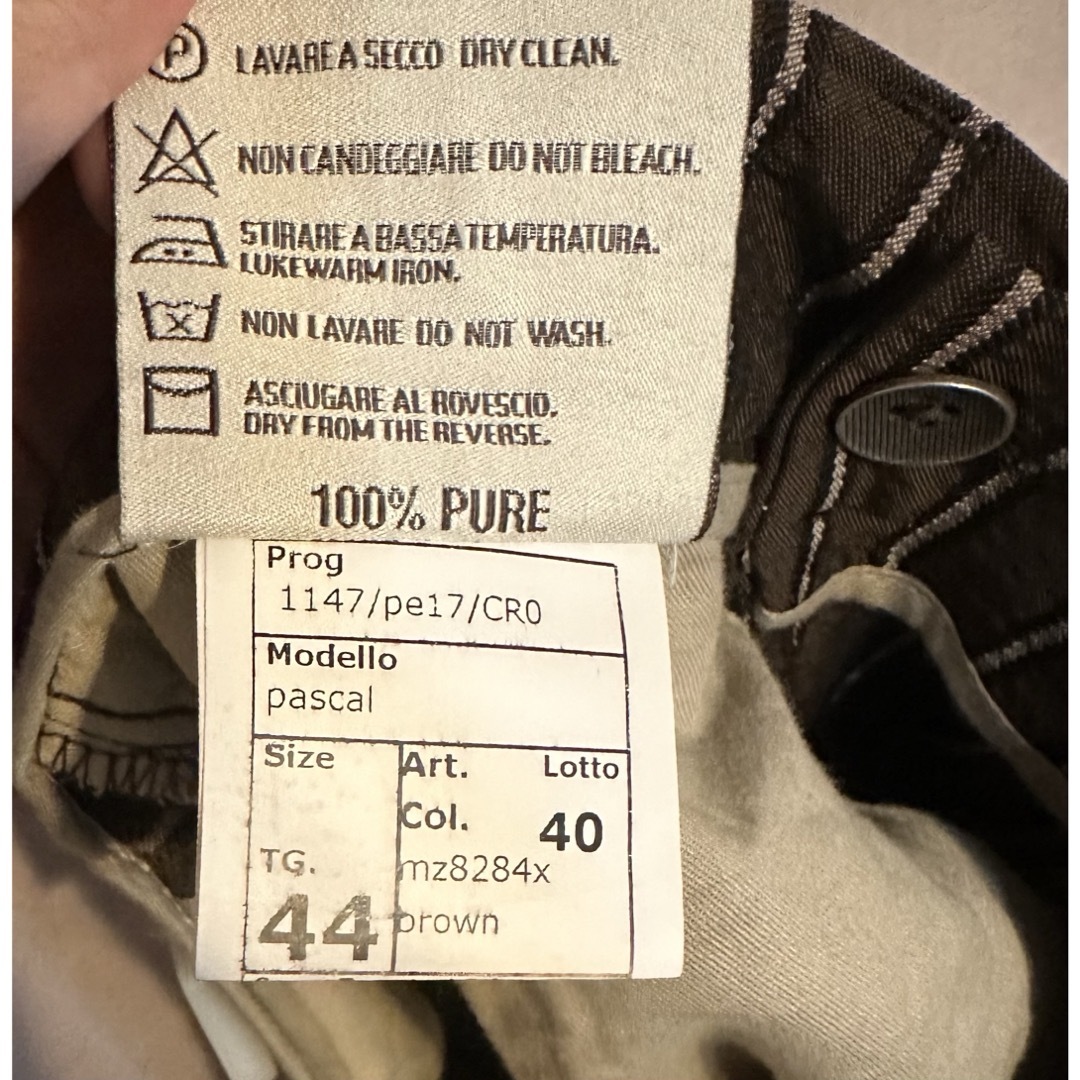 P
LAVARE A SECCO DRY CLEAN.
NON CANDEGGIARE DO NOT BLEACH.
STIRARE A BASSA TEMPERATURA.
LUKEWARM IRON.
NON LAVARE DO NOT WASH.
ASCIUGARE AL ROVESCIO.
DRY FROM THE REVERSE.
100% PURE
Prog
1147/pe17/CR0
Modello
pascal
Size
Art. Lotto
Col. 40
TG.
mz8284x
44
brown